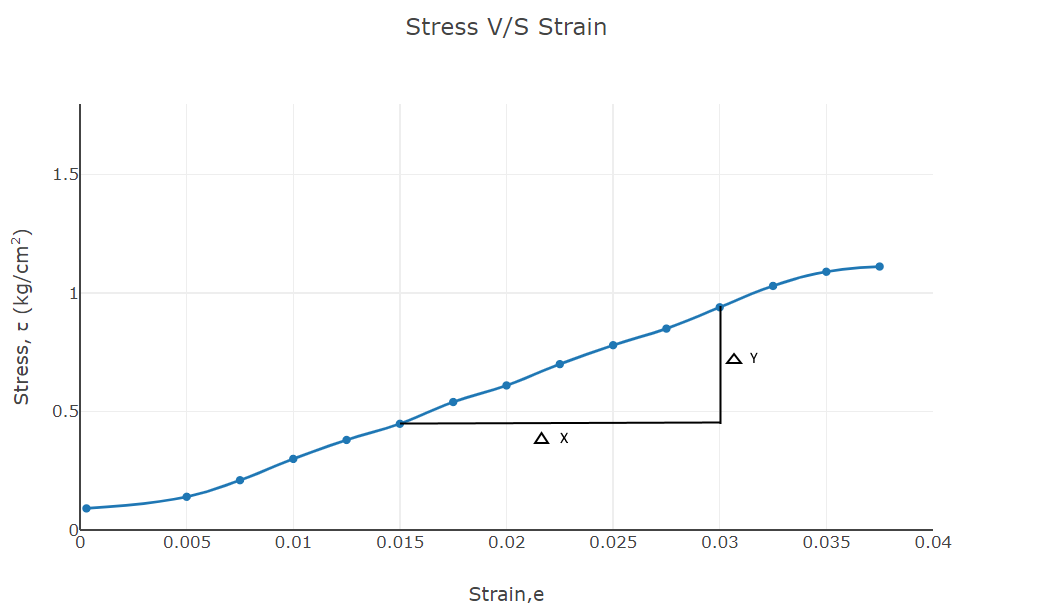 Stress V/S Strain
Stress, τ (kg/cm²)
1.5
1
0.5
0
△ Y
△ X
0 0.005 0.01 0.015 0.02 0.025 0.03 0.035 0.04
Strain,e